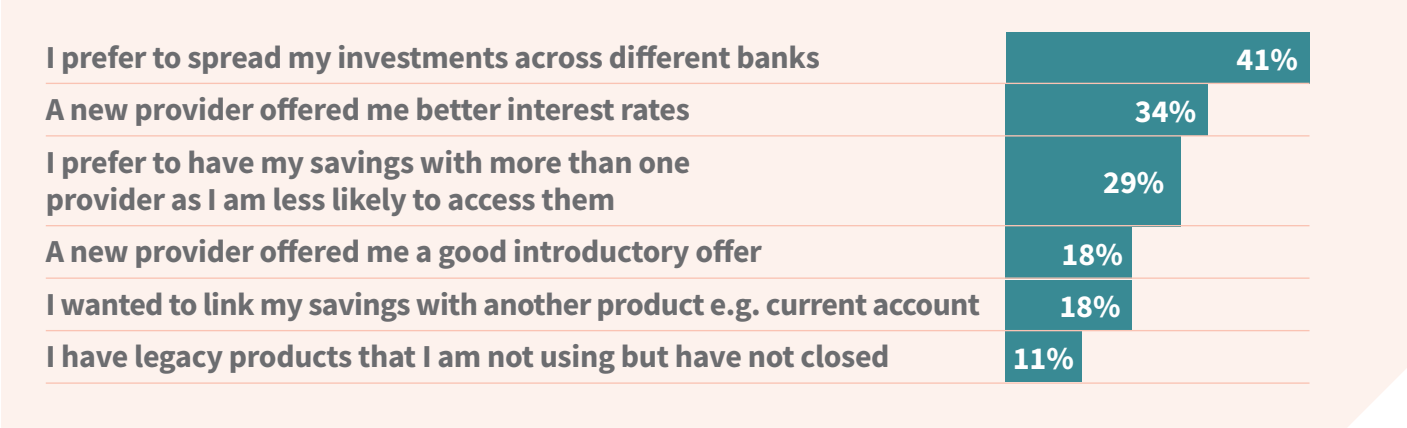 I prefer to spread my investments across different banks 41%
A new provider offered me better interest rates 34%
I prefer to have my savings with more than one
provider as I am less likely to access them 29%
A new provider offered me a good introductory offer 18%
I wanted to link my savings with another product e.g. current account 18%
I have legacy products that I am not using but have not closed 11%